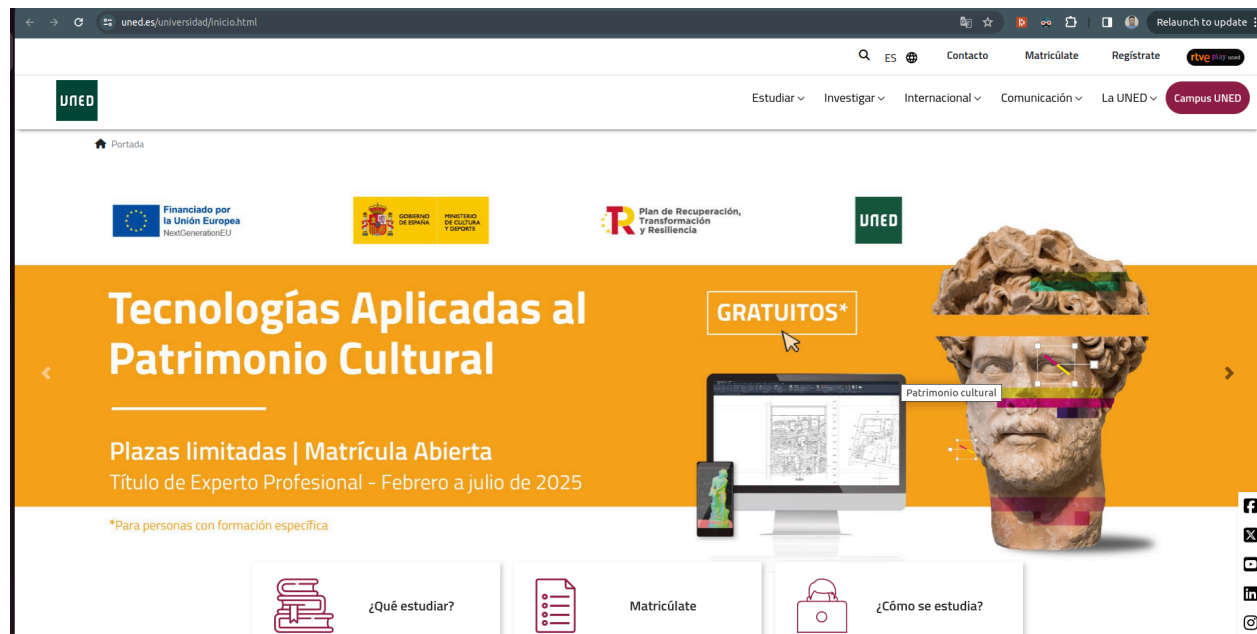 uned.es/universidad/inicio.html
Relaunch to update
ES
Contacto
Matricúlate
Regístrate
rtve play uned
UNED
Estudiar
Investigar
Internacional
Comunicación
La UNED
Campus UNED
Portada
Financiado por
la Unión Europea
NextGenerationEU
GOBIERNO
DE ESPAÑA
MINISTERIO
DE CULTURA
Y DEPORTE
Plan de Recuperación,
Transformación
y Resiliencia
UNED
Tecnologías Aplicadas al
Patrimonio Cultural
GRATUITOS*
Patrimonio cultural
Plazas limitadas | Matrícula Abierta
Título de Experto Profesional - Febrero a julio de 2025
*Para personas con formación específica
¿Qué estudiar?
Matricúlate
¿Cómo se estudia?